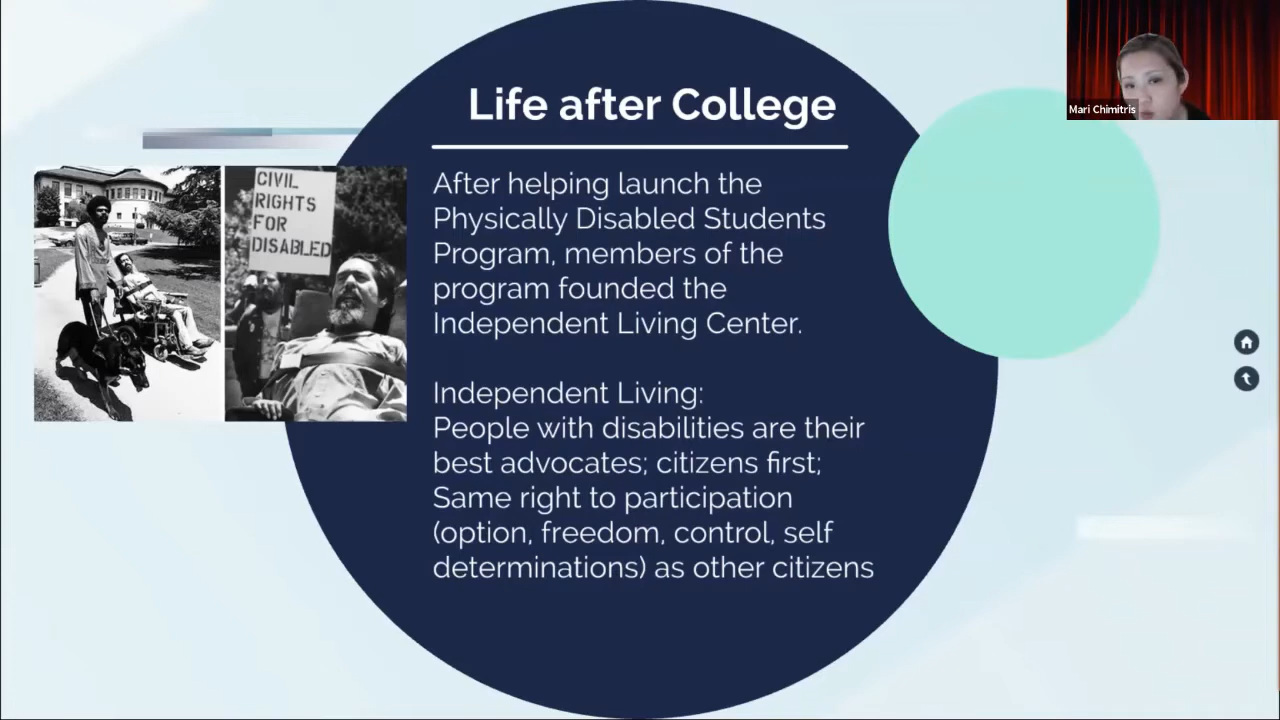 Life after College
Mari Chimitris
CIVIL
RIGHTS
FOR
DISABLED
After helping launch the
Physically Disabled Students
Program, members of the
program founded the
Independent Living Center.
Independent Living:
People with disabilities are their
best advocates; citizens first;
Same right to participation
(option, freedom, control, self
determinations) as other citizens